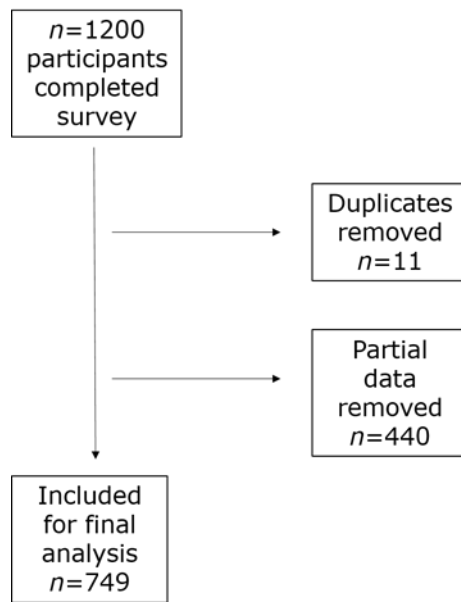 n=1200
participants
completed
survey
Duplicates
removed
n=11
Partial
data
removed
n=440
Included
for final
analysis
n=749